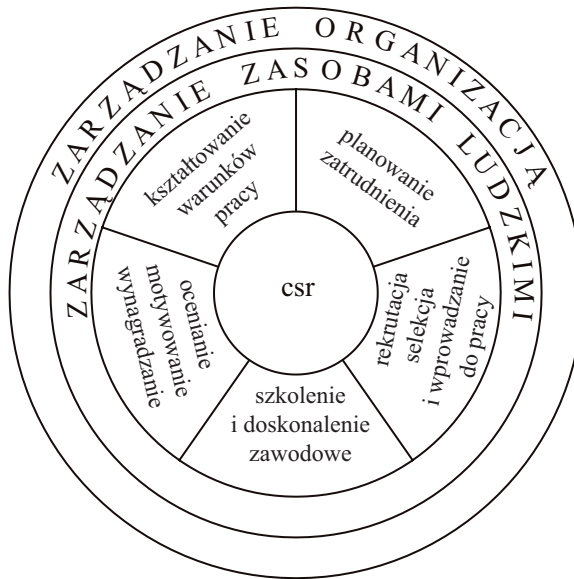 ZARZĄDZANIE ORGANIZACJĄ
ZARZĄDZANIE ZASOBAMI LUDZKIMI
kształtowanie
warunków
pracy
planowanie
zatrudnienia
csr
ocenianie
motywowanie
wynagradzanie
rekrutacja
selekcja
i wprowadzanie
do pracy
szkolenie
i doskonalenie
zawodowe